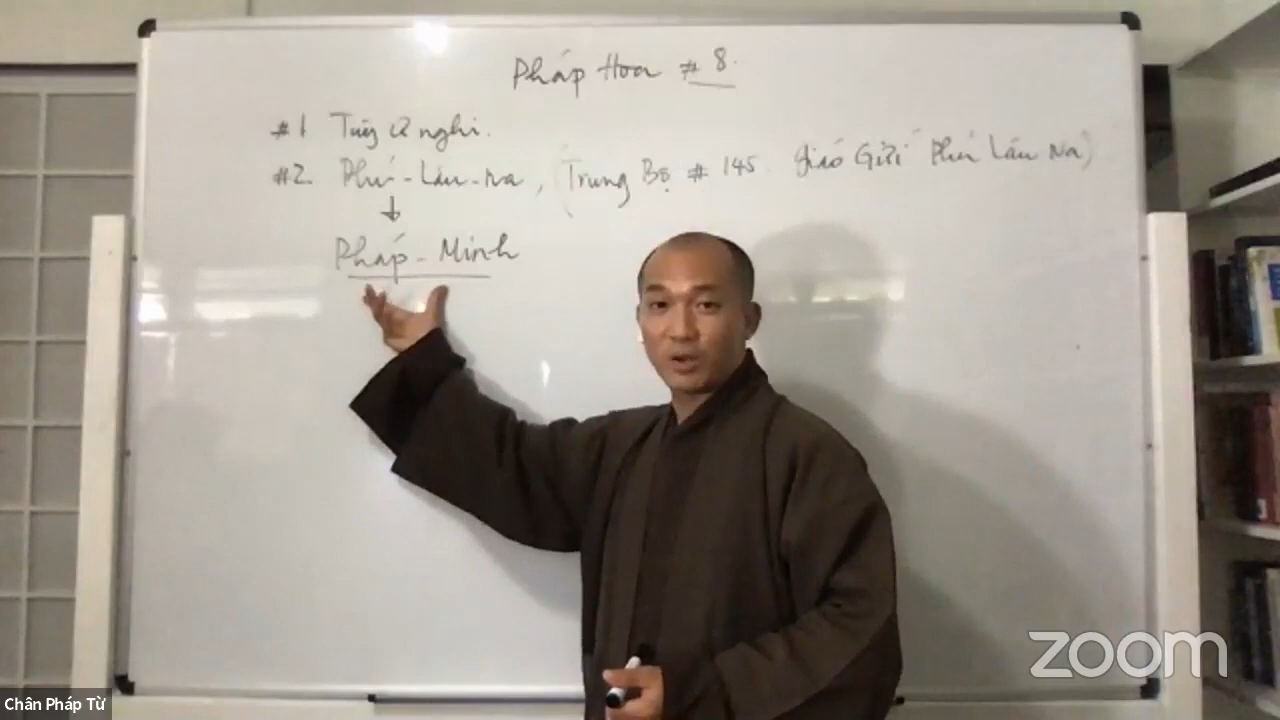 Pháp Hoa # 8.
#1 Tùy cơ nghi.
#2. Phú-Lâu-na, (Trung Bộ # 145. giáo Giới Phú Lâu Na)
↓
Pháp - Minh
zoom
Chân Pháp Từ